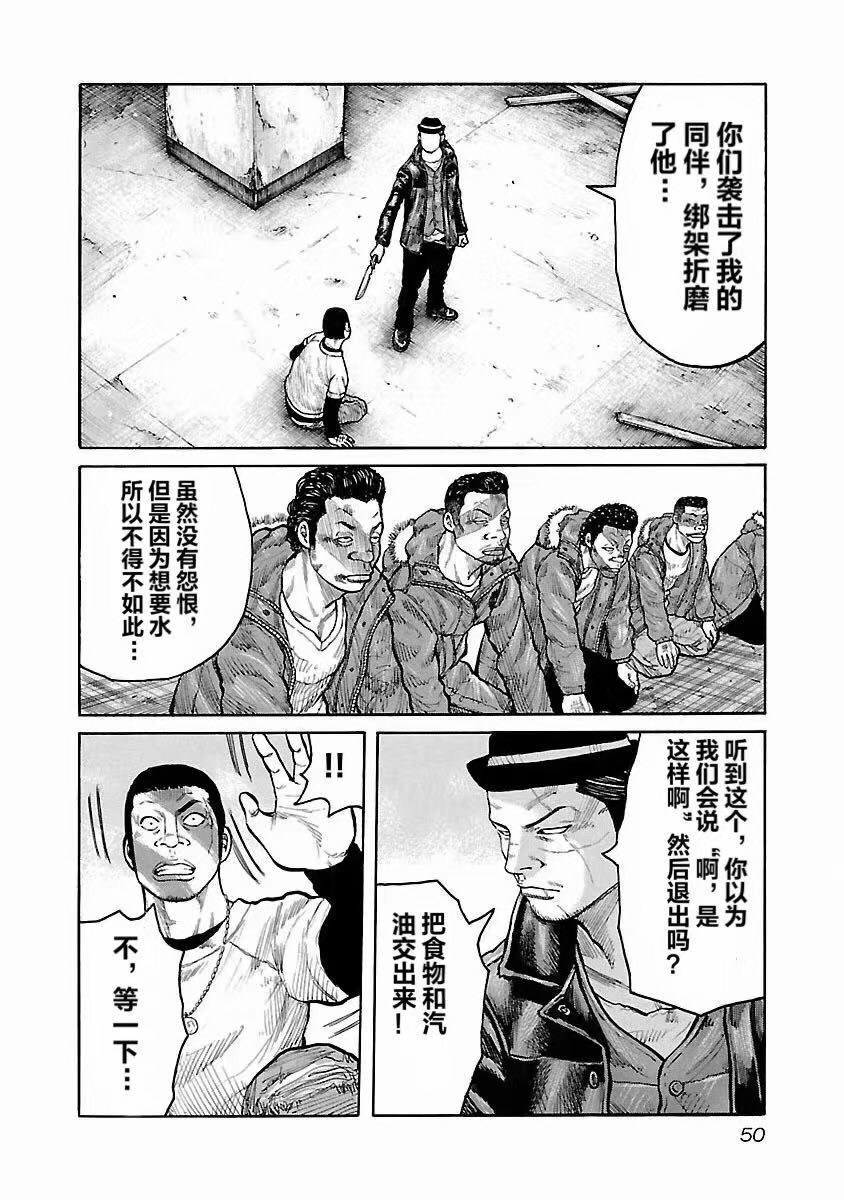 你们袭击了我的
同伴，绑架折磨
了他…
虽然没有怨恨，
但是因为想要水
所以不得不如此…
听到这个，你以为
我们会说“啊，是
这样啊”然后退出吗？
把食物和汽
油交出来！
!!
不，等一下…
50